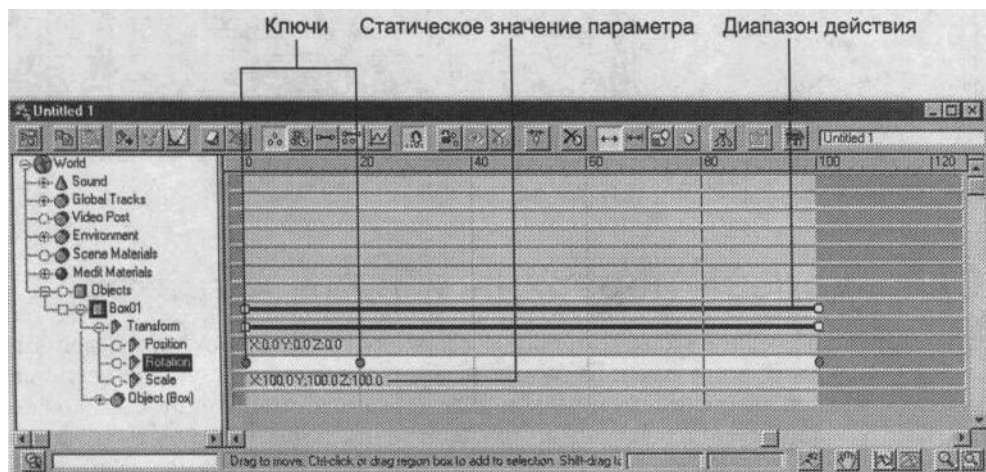 Ключи Статическое значение параметра Диапазон действия
Untitled 1
Untitled 1
0 20 40 60 80 100 120
World
Sound
Global Tracks
Video Post
Environment
Scene Materials
Medit Materials
Objects
Box01
Transform
Position X:0.0 Y:0.0 Z:0.0
Rotation
Scale X:100.0 Y:100.0 Z:100.0
Object (Box)
Drag to move. Ctrl-click or drag region box to add to selection. Shift-drag to